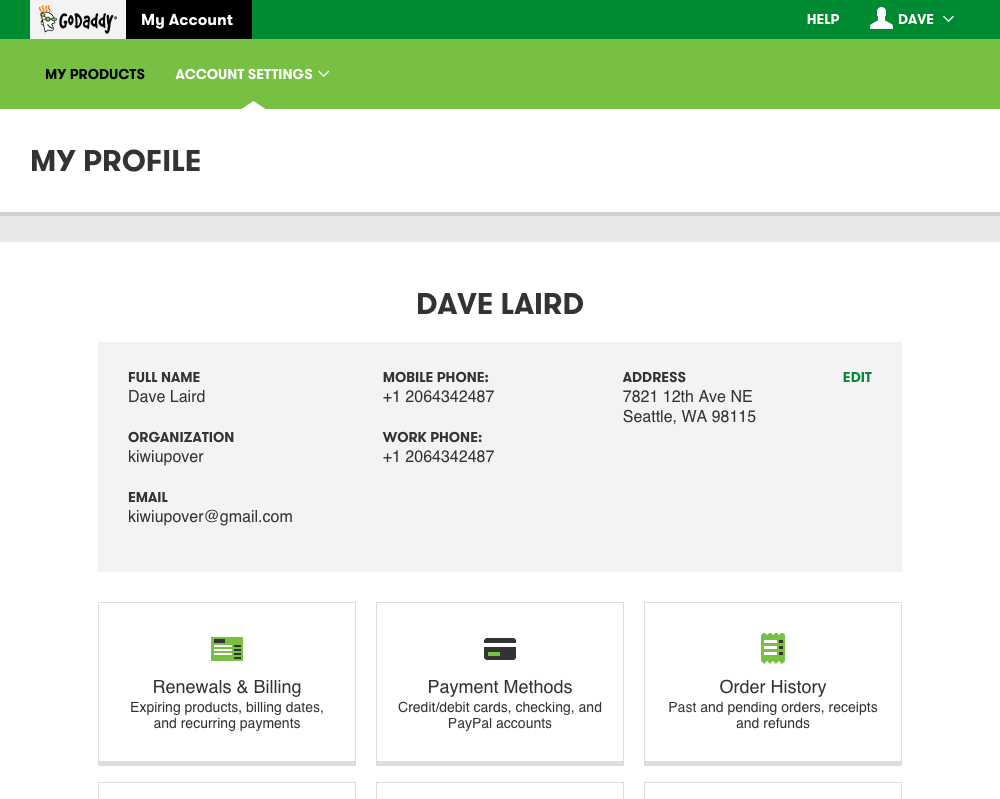 GoDaddy My Account HELP DAVE
MY PRODUCTS ACCOUNT SETTINGS
MY PROFILE
DAVE LAIRD
FULL NAME
Dave Laird
ORGANIZATION
kiwiupover
EMAIL
kiwiupover@gmail.com
MOBILE PHONE:
+1 2064342487
WORK PHONE:
+1 2064342487
ADDRESS
7821 12th Ave NE
Seattle, WA 98115
EDIT
Renewals & Billing
Expiring products, billing dates,
and recurring payments
Payment Methods
Credit/debit cards, checking, and
PayPal accounts
Order History
Past and pending orders, receipts
and refunds